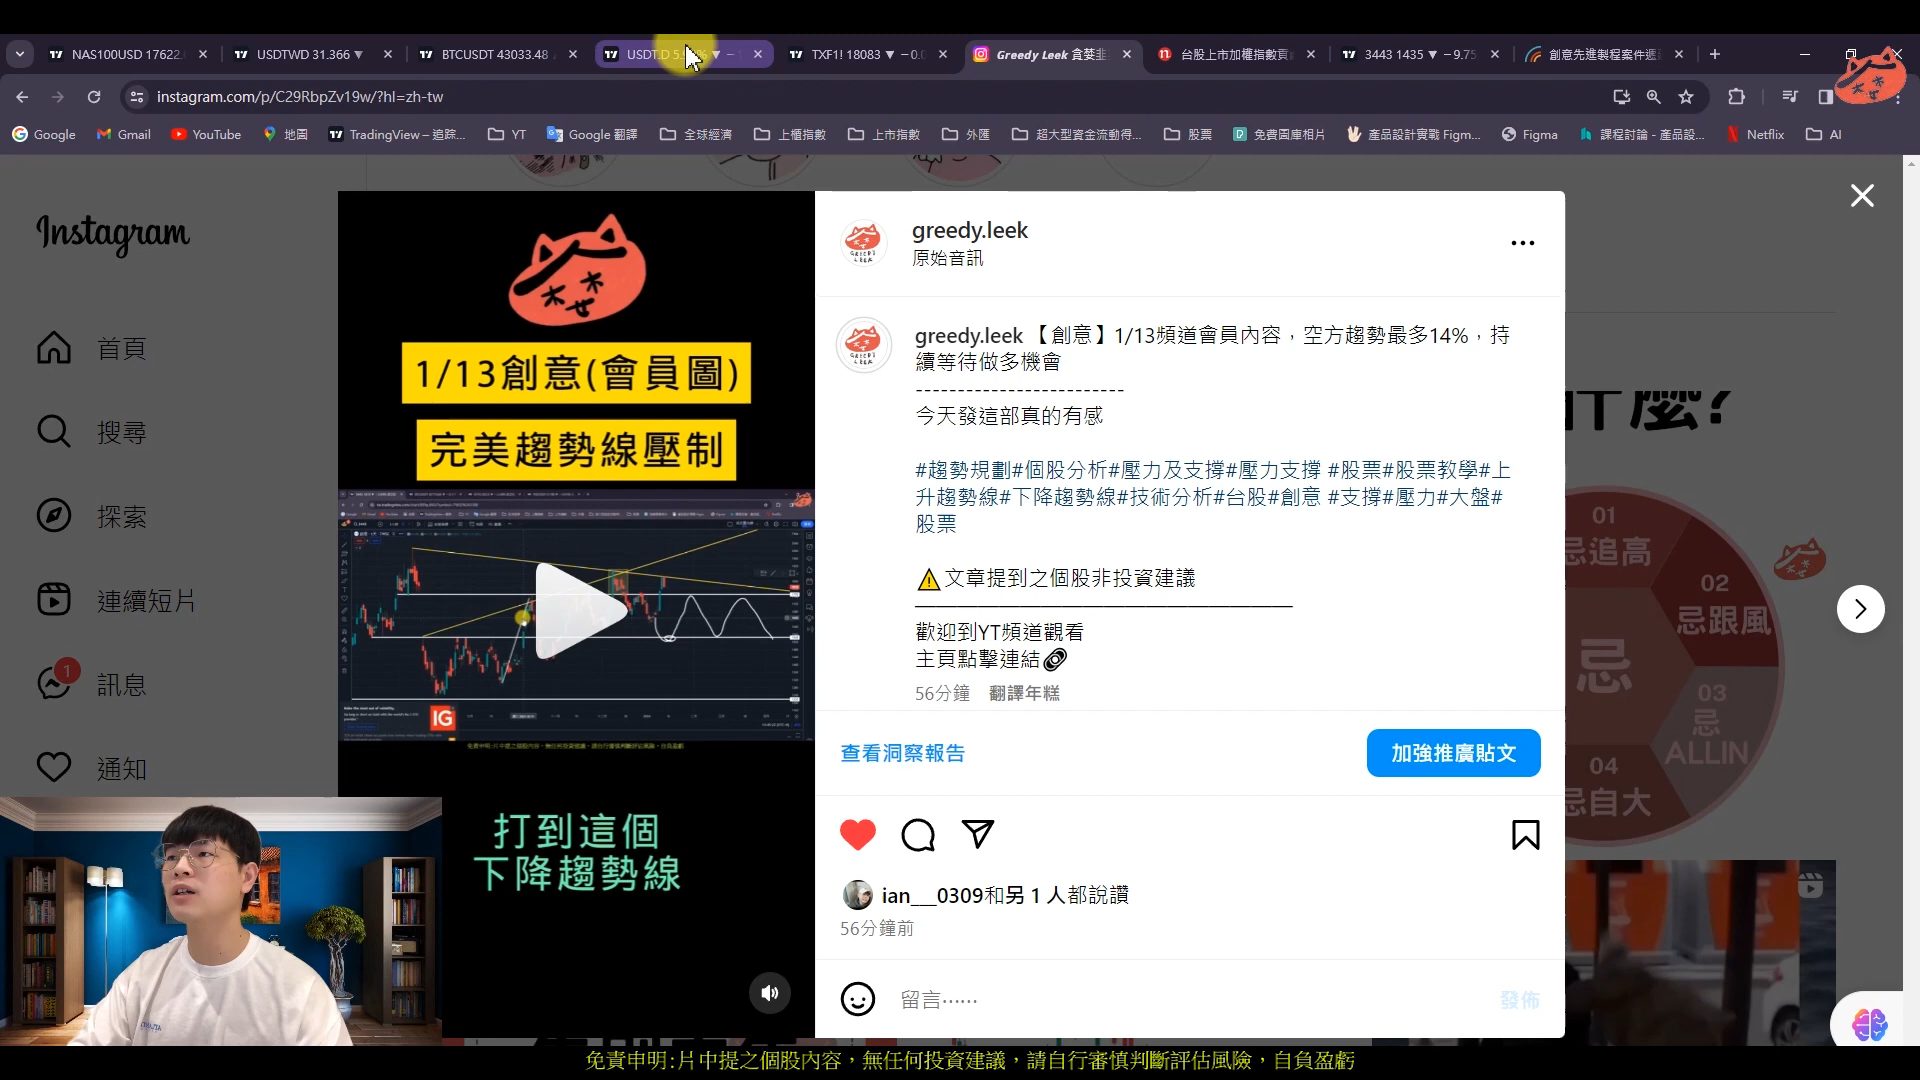 NAS100USD 17622.
USDTWD 31.366 ▼
BTCUSDT 43033.48
USDT.D 5.
TXF1! 18083 ▼ −0.0
Greedy Leek 貪婪韭
台股上市加權指數頁
3443 1435 ▼ −9.75
創意先進製程案件遞
instagram.com/p/C29RbpZv19w/?hl=zh-tw
Google
Gmail
YouTube
地圖
TradingView – 追蹤...
YT
Google 翻譯
全球經濟
上櫃指數
上市指數
外匯
超大型資金流動得...
股票
免費圖庫相片
產品設計實戰 Figm...
Figma
課程討論 - 產品設...
Netflix
AI
Instagram
首頁
搜尋
探索
連續短片
1
訊息
通知
1/13創意(會員圖)
完美趨勢線壓制
IG
打到這個
下降趨勢線
greedy.leek
原始音訊
greedy.leek 【創意】1/13頻道會員內容，空方趨勢最多14%，持
續等待做多機會
-------------------------
今天發這部真的有感
#趨勢規劃#個股分析#壓力及支撐#壓力支撐 #股票#股票教學#上
升趨勢線#下降趨勢線#技術分析#台股#創意 #支撐#壓力#大盤#
股票
⚠️文章提到之個股非投資建議
——————————————————
歡迎到YT頻道觀看
主頁點擊連結🔗
56分鐘 翻譯年糕
查看洞察報告
加強推廣貼文
ian___0309和另 1 人都說讚
56分鐘前
留言......
發佈
什麼?
01
忌追高
02
忌跟風
忌
03
忌
ALLIN
04
忌自大
免責申明:片中提之個股內容，無任何投資建議，請自行審慎判斷評估風險，自負盈虧